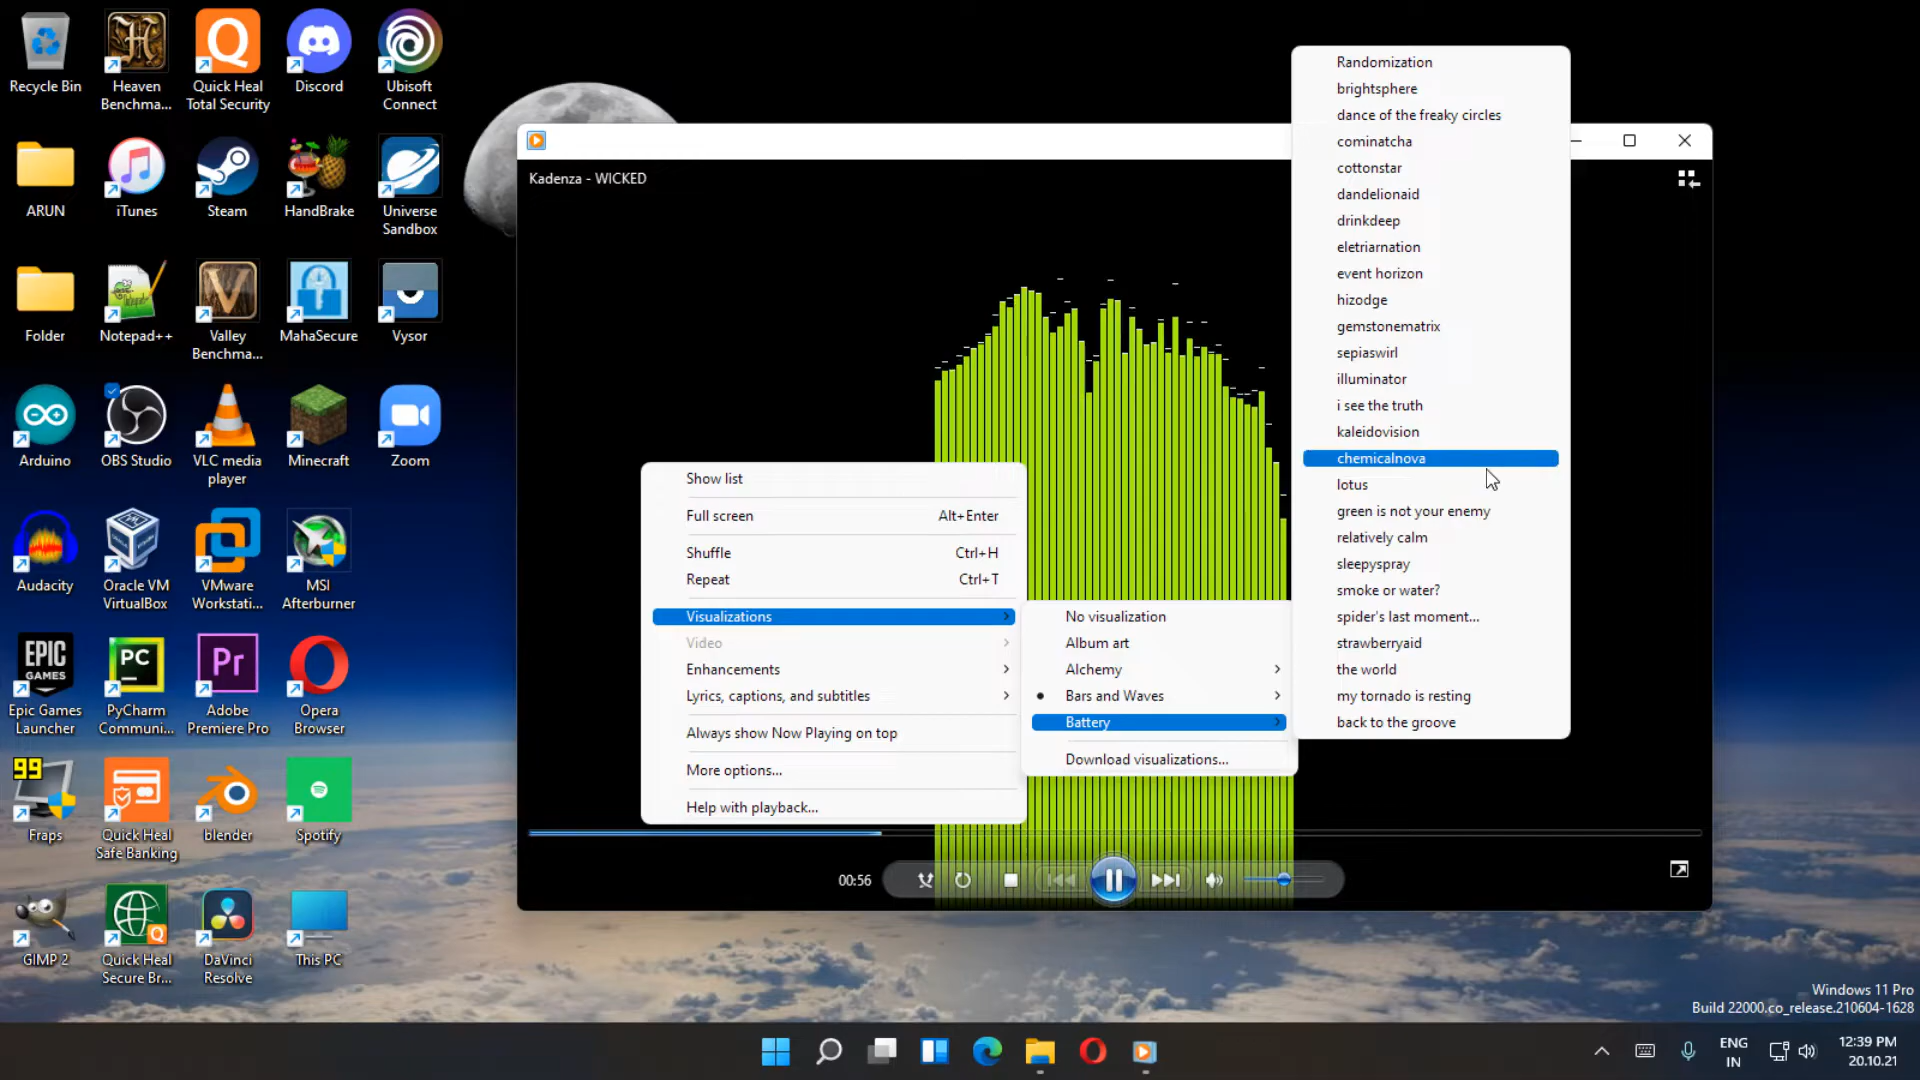 Recycle Bin
Heaven
Benchma...
Quick Heal
Total Security
Discord
Ubisoft
Connect
ARUN
iTunes
Steam
HandBrake
Universe
Sandbox
Folder
Notepad++
Valley
Benchma...
MahaSecure
Vysor
Arduino
OBS Studio
VLC media
player
Minecraft
Zoom
Audacity
Oracle VM
VirtualBox
VMware
Workstati...
MSI
Afterburner
EPIC
GAMES
Epic Games
Launcher
PC
PyCharm
Communi...
Pr
Adobe
Premiere Pro
Opera
Browser
99
Fraps
Quick Heal
Safe Banking
blender
Spotify
GIMP 2
Quick Heal
Secure Br...
DaVinci
Resolve
This PC
Kadenza - WICKED
Show list
Full screen Alt+Enter
Shuffle Ctrl+H
Repeat Ctrl+T
Visualizations
Video
Enhancements
Lyrics, captions, and subtitles
Always show Now Playing on top
More options...
Help with playback...
No visualization
Album art
Alchemy
Bars and Waves
Battery
Download visualizations...
Randomization
brightsphere
dance of the freaky circles
cominatcha
cottonstar
dandelionaid
drinkdeep
eletriarnation
event horizon
hizodge
gemstonematrix
sepiaswirl
illuminator
i see the truth
kaleidovision
chemicalnova
lotus
green is not your enemy
relatively calm
sleepyspray
smoke or water?
spider's last moment...
strawberryaid
the world
my tornado is resting
back to the groove
00:56
Windows 11 Pro
Build 22000.co_release.210604-1628
ENG
IN
12:39 PM
20.10.21